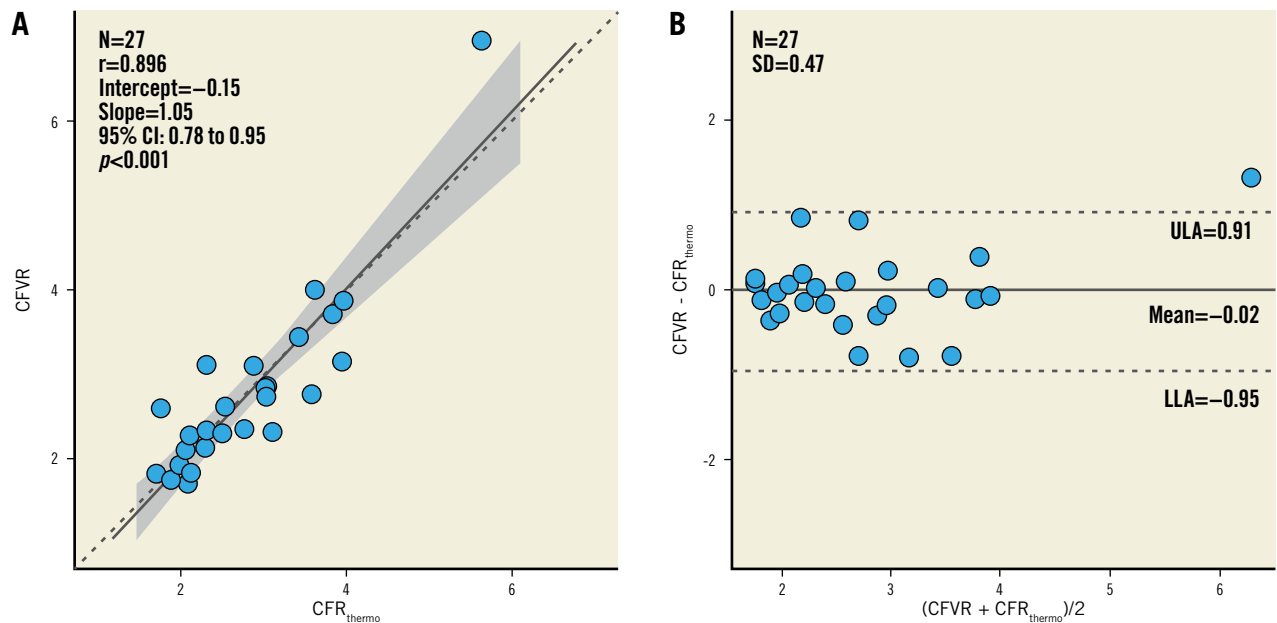 A
N=27
r=0.896
Intercept=−0.15
Slope=1.05
95% CI: 0.78 to 0.95
p<0.001
CFVR
6
4
2
2
4
6
CFRthermo
B
N=27
SD=0.47
CFVR - CFRthermo
2
0
-2
ULA=0.91
Mean=−0.02
LLA=−0.95
2
3
4
5
6
(CFVR + CFRthermo)/2